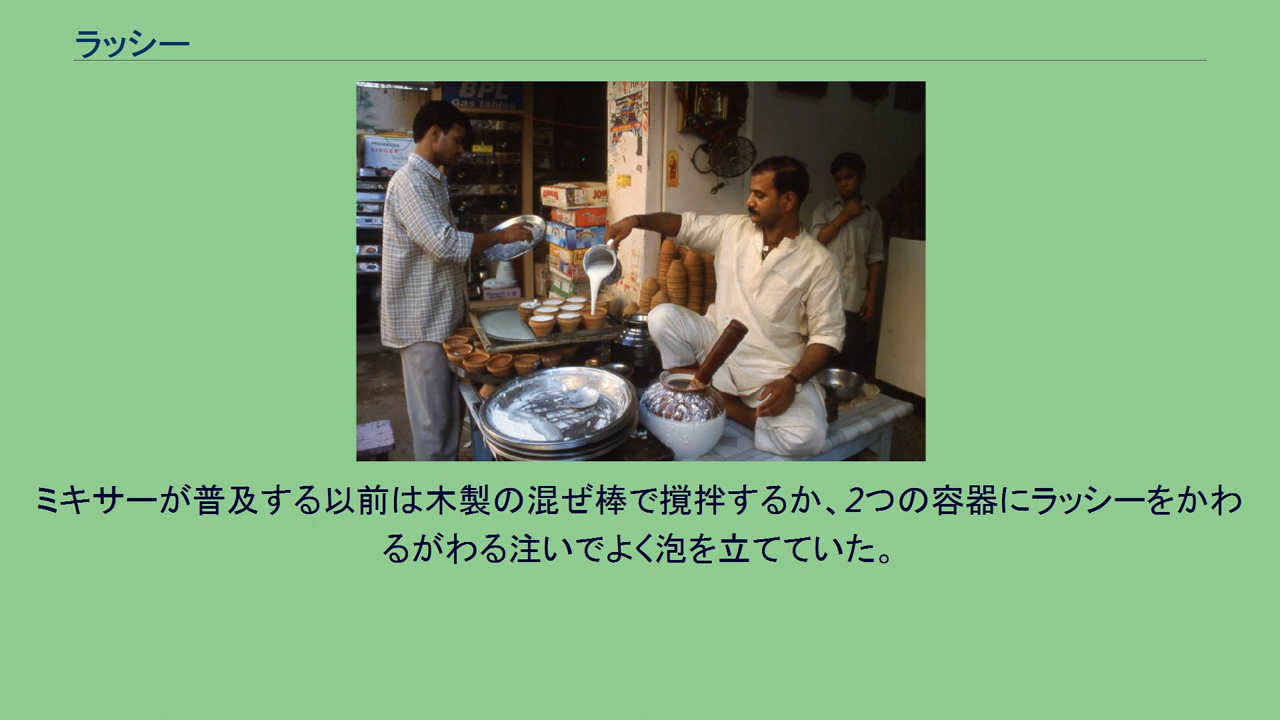 ラッシー
BPL
Gas tables
ミキサーが普及する以前は木製の混ぜ棒で撹拌するか、2つの容器にラッシーをかわ
るがわる注いでよく泡を立てていた。